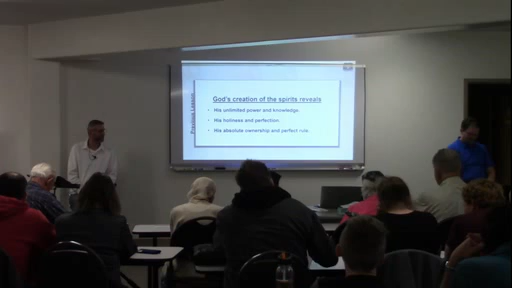 Previous Lesson
God's creation of the spirits reveals
• His unlimited power and knowledge.
• His holiness and perfection.
• His absolute ownership and perfect rule.